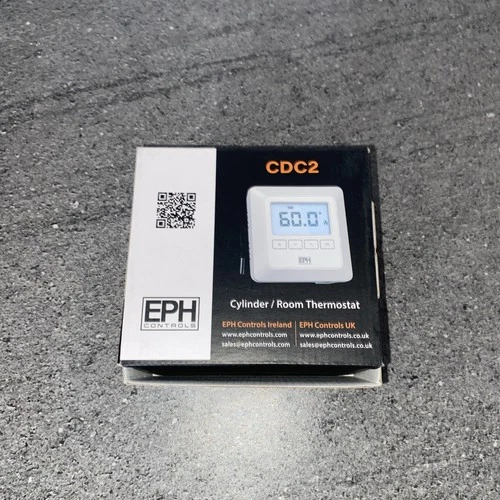 CDC2
60.0°
EPH
EPH
CONTROLS
Cylinder / Room Thermostat
EPH Controls Ireland
www.ephcontrols.com
sales@ephcontrols.com
EPH Controls UK
www.ephcontrols.co.uk
sales@ephcontrols.co.uk